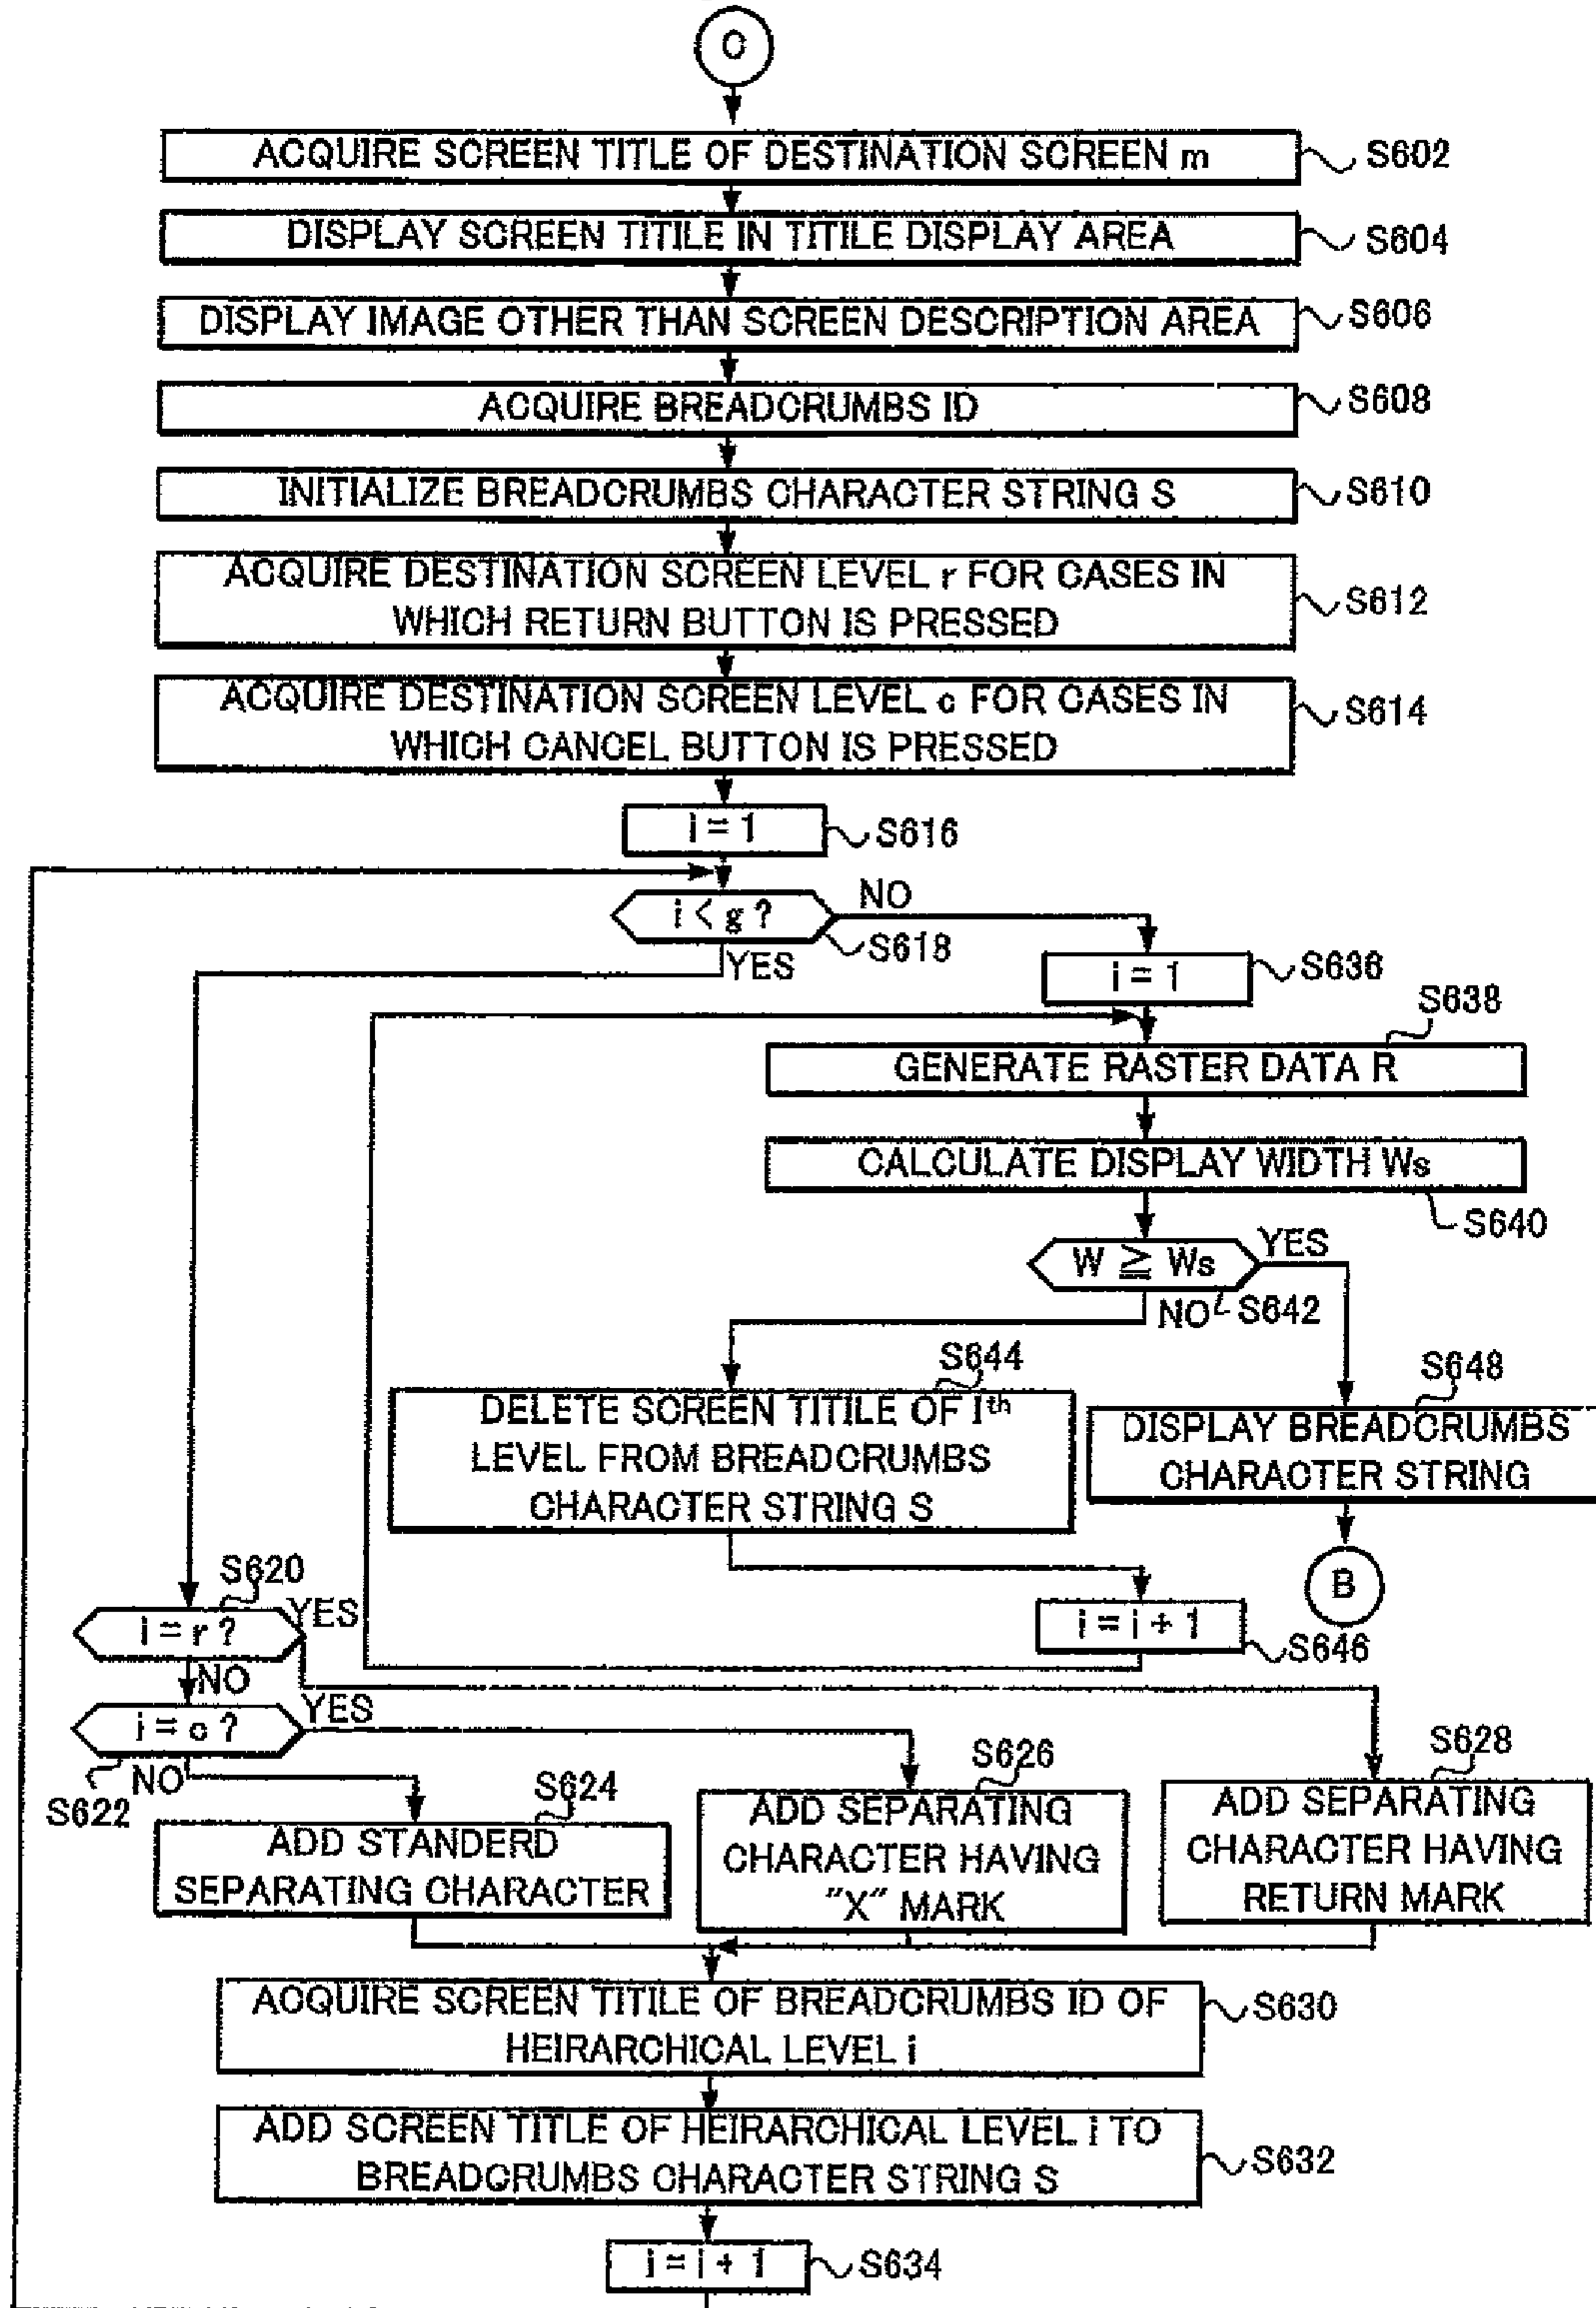 C
ACQUIRE SCREEN TITLE OF DESTINATION SCREEN m
S602
DISPLAY SCREEN TITILE IN TITILE DISPLAY AREA
S604
DISPLAY IMAGE OTHER THAN SCREEN DESCRIPTION AREA
S606
ACQUIRE BREADCRUMBS ID
S608
INITIALIZE BREADCRUMBS CHARACTER STRING S
S610
ACQUIRE DESTINATION SCREEN LEVEL r FOR CASES IN
WHICH RETURN BUTTON IS PRESSED
S612
ACQUIRE DESTINATION SCREEN LEVEL c FOR CASES IN
WHICH CANCEL BUTTON IS PRESSED
S614
i = 1
S616
i < g ?
NO
S618
YES
i = 1
S636
S638
GENERATE RASTER DATA R
CALCULATE DISPLAY WIDTH Ws
S640
W ≧ Ws
YES
NO
S642
S644
DELETE SCREEN TITILE OF Ith
LEVEL FROM BREADCRUMBS
CHARACTER STRING S
S648
DISPLAY BREADCRUMBS
CHARACTER STRING
B
i = i + 1
S646
S620
i = r ?
YES
NO
i = c ?
YES
S622
NO
S624
ADD STANDERD
SEPARATING CHARACTER
S626
ADD SEPARATING
CHARACTER HAVING
"X" MARK
S628
ADD SEPARATING
CHARACTER HAVING
RETURN MARK
ACQUIRE SCREEN TITILE OF BREADCRUMBS ID OF
HEIRARCHICAL LEVEL i
S630
ADD SCREEN TITLE OF HEIRARCHICAL LEVEL i TO
BREADCRUMBS CHARACTER STRING S
S632
i = i + 1
S634